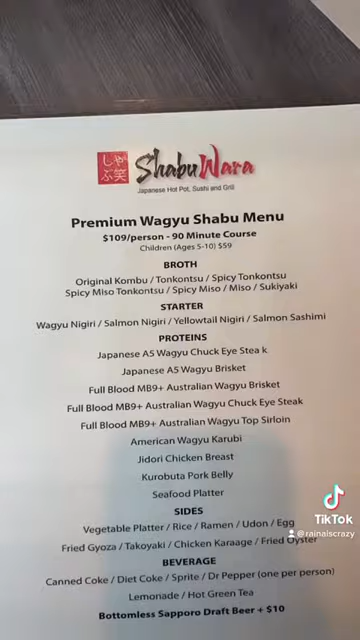 しゃ
ぶ笑
ShabuWara
Japanese Hot Pot, Sushi and Grill
Premium Wagyu Shabu Menu
$109/person - 90 Minute Course
Children (Ages 5-10) $59
BROTH
Original Kombu / Tonkontsu / Spicy Tonkontsu
Spicy Miso Tonkontsu / Spicy Miso / Miso / Sukiyaki
STARTER
Wagyu Nigiri / Salmon Nigiri / Yellowtail Nigiri / Salmon Sashimi
PROTEINS
Japanese A5 Wagyu Chuck Eye Stea k
Japanese A5 Wagyu Brisket
Full Blood MB9+ Australian Wagyu Brisket
Full Blood MB9+ Australian Wagyu Chuck Eye Steak
Full Blood MB9+ Australian Wagyu Top Sirloin
American Wagyu Karubi
Jidori Chicken Breast
Kurobuta Pork Belly
Seafood Platter
SIDES
Vegetable Platter / Rice / Ramen / Udon / Egg
Fried Gyoza / Takoyaki / Chicken Karaage / Fried Oyster
BEVERAGE
Canned Coke / Diet Coke / Sprite / Dr Pepper (one per person)
Lemonade / Hot Green Tea
Bottomless Sapporo Draft Beer + $10
TikTok
@rainaiscrazy